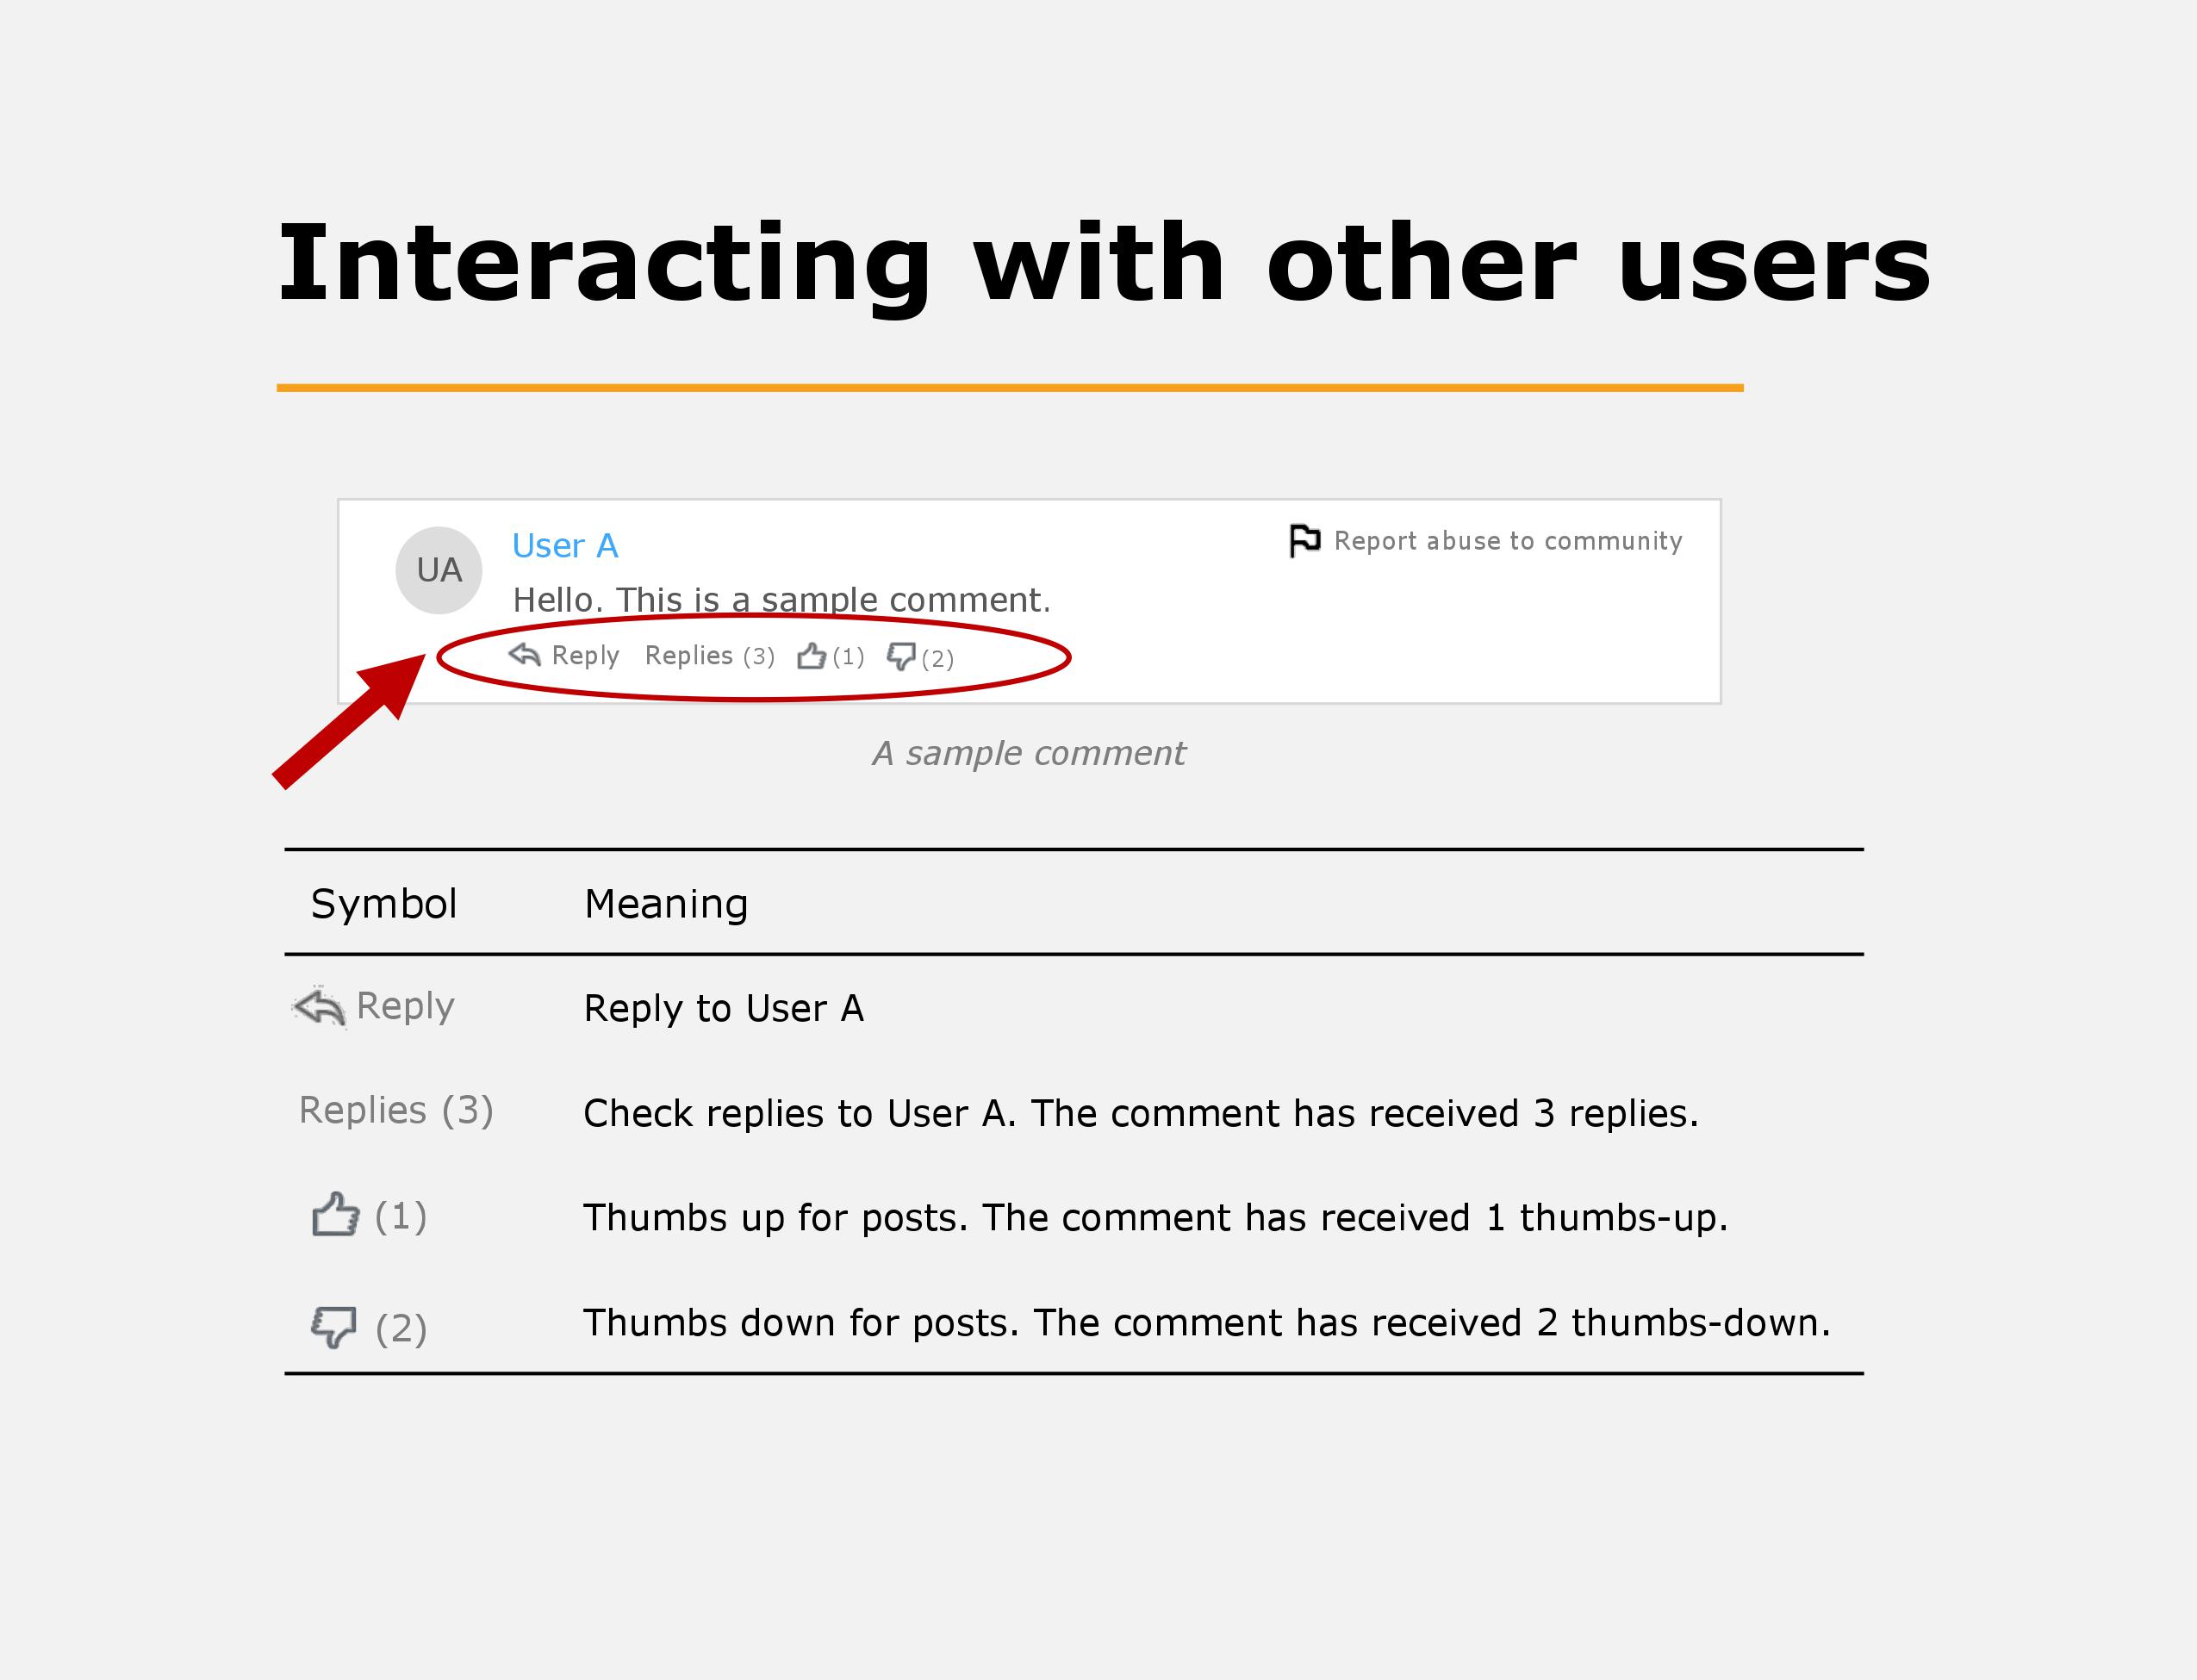 Interacting with other users
UA
User A
Report abuse to community
Hello. This is a sample comment.
Reply Replies (3) (1) (2)
A sample comment
Symbol Meaning
Reply Reply to User A
Replies (3) Check replies to User A. The comment has received 3 replies.
(1) Thumbs up for posts. The comment has received 1 thumbs-up.
(2) Thumbs down for posts. The comment has received 2 thumbs-down.